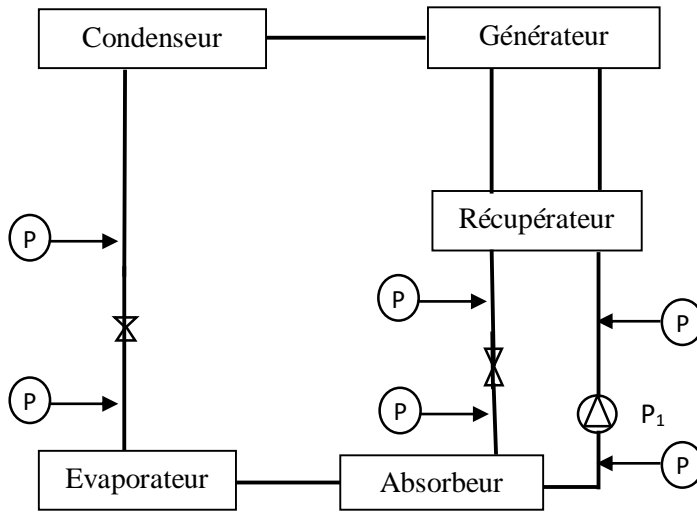 Condenseur
Générateur
Récupérateur
P
P
P
P
P
P₁
P
Evaporateur
Absorbeur